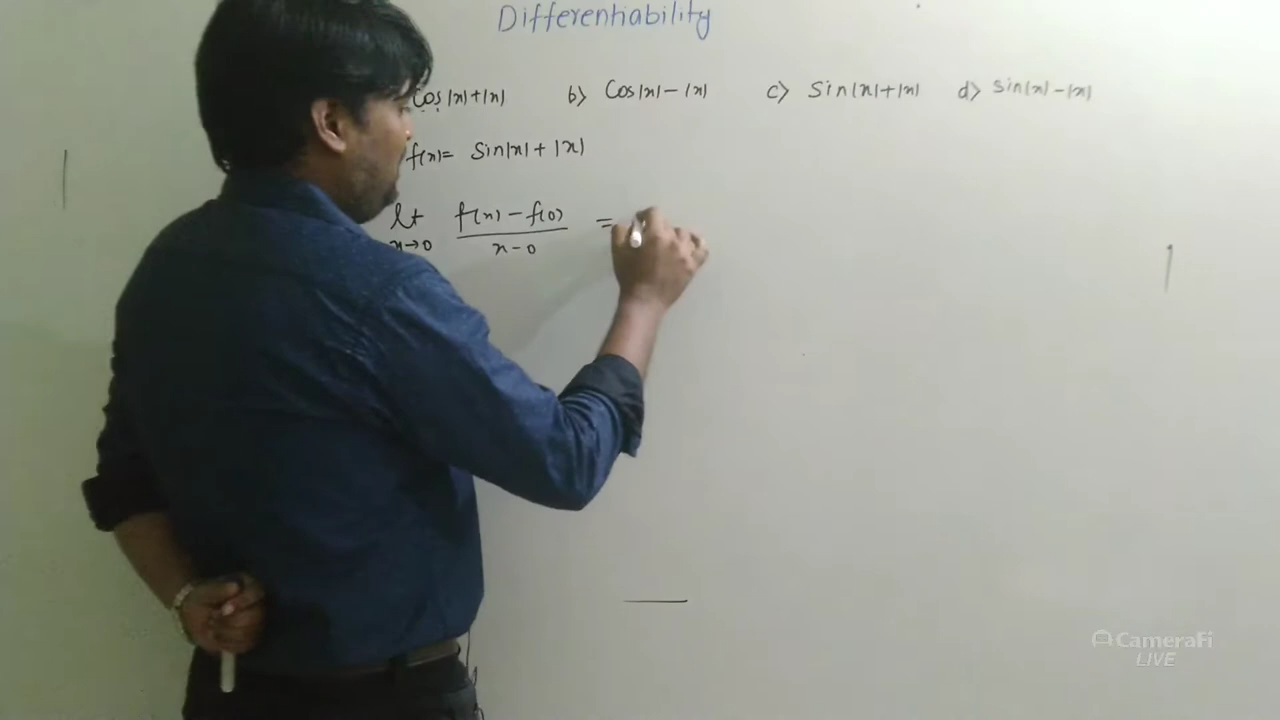 Differentiability
Cos|x|+|x| b) Cos|x|-|x| c) Sin|x|+|x| d) Sin|x|-|x|
f(x)= Sin|x|+|x|
lt f(x)-f(0) =
x→0 x-0
CameraFi
LIVE